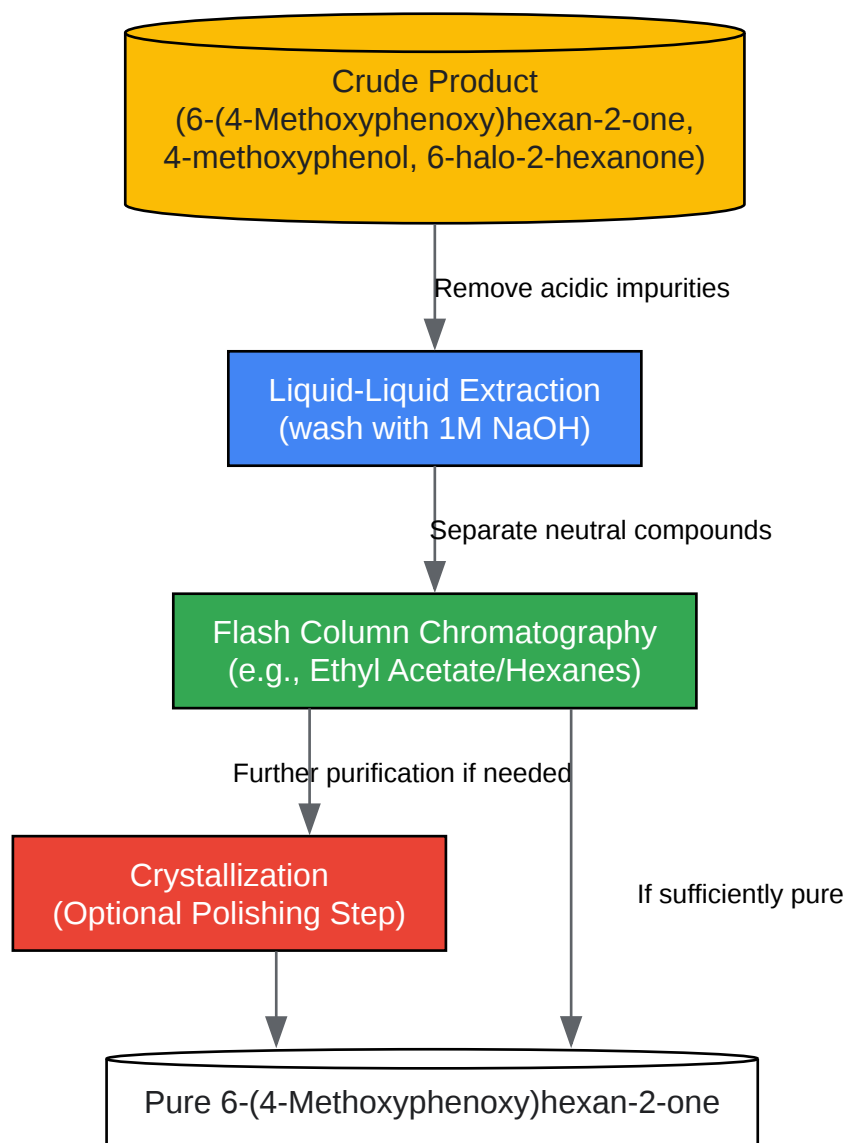 Crude Product
(6-(4-Methoxyphenoxy)hexan-2-one,
4-methoxyphenol, 6-halo-2-hexanone)
Remove acidic impurities
Liquid-Liquid Extraction
(wash with 1M NaOH)
Separate neutral compounds
Flash Column Chromatography
(e.g., Ethyl Acetate/Hexanes)
Further purification if needed
Crystallization
(Optional Polishing Step)
If sufficiently pure
Pure 6-(4-Methoxyphenoxy)hexan-2-one